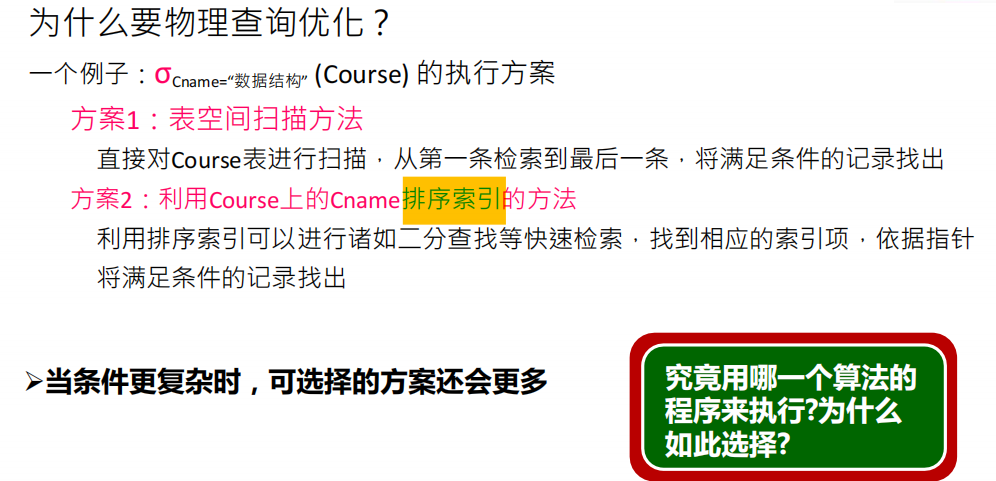 为什么要物理查询优化？
一个例子：σCname=“数据结构” (Course) 的执行方案
方案1：表空间扫描方法
直接对Course表进行扫描，从第一条检索到最后一条，将满足条件的记录找出
方案2：利用Course上的Cname排序索引的方法
利用排序索引可以进行诸如二分查找等快速检索，找到相应的索引项，依据指针
将满足条件的记录找出
➢当条件更复杂时，可选择的方案还会更多
究竟用哪一个算法的
程序来执行?为什么
如此选择?